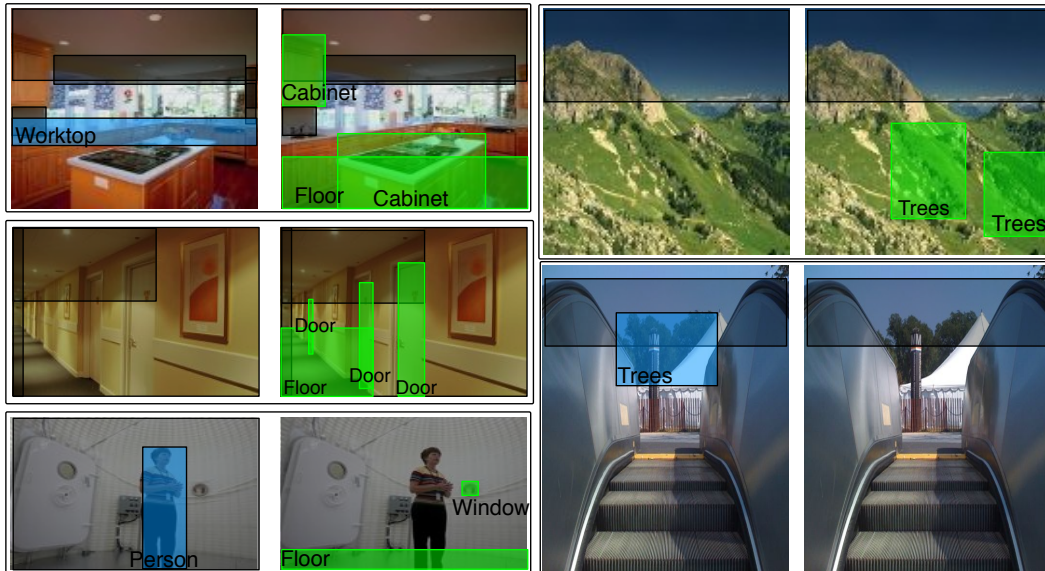 Worktop
Cabinet
Floor
Cabinet
Trees
Trees
Door
Floor
Door
Door
Trees
Person
Window
Floor